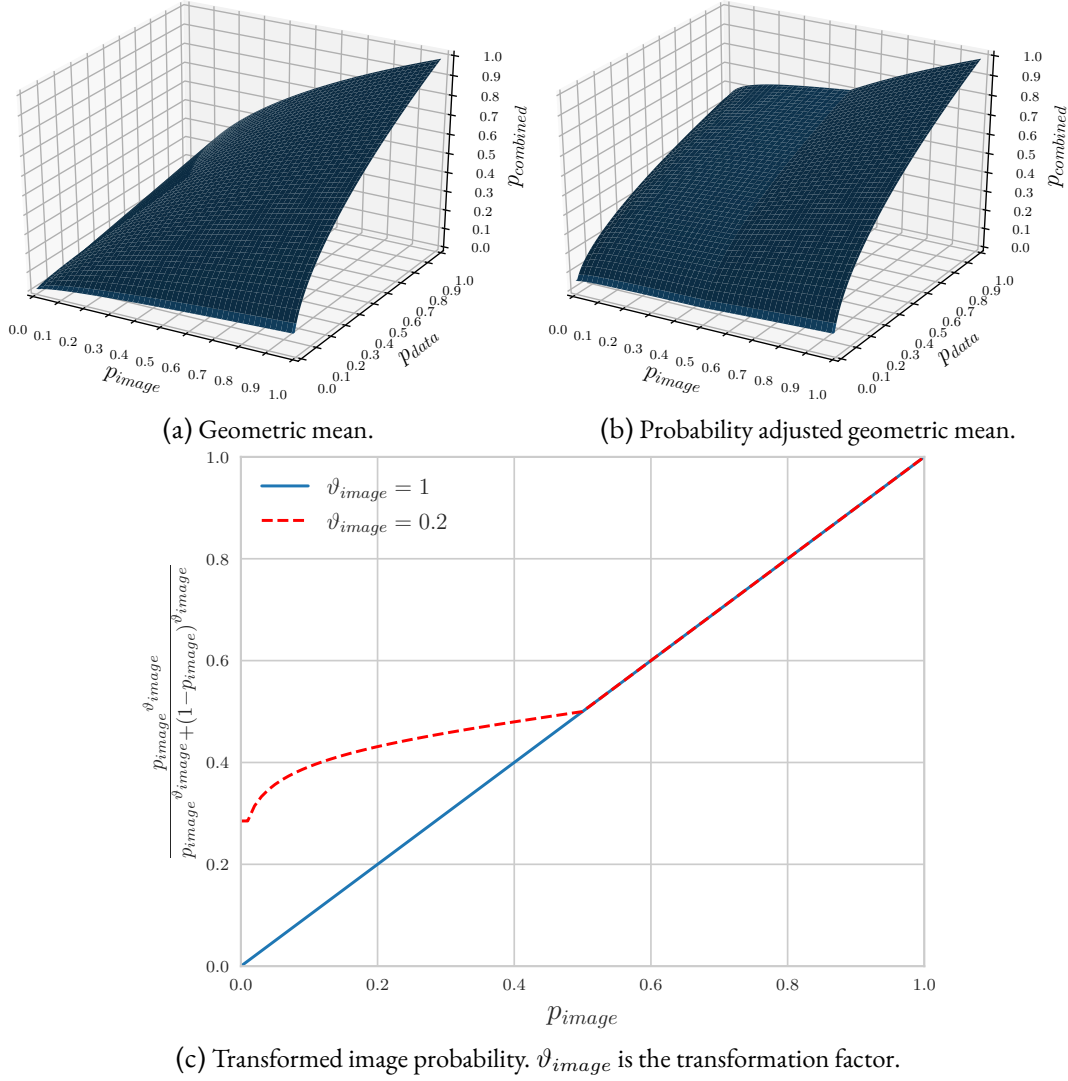 1.0
0.9
0.8
0.7
0.6
0.5
0.4
0.3
0.2
0.1
0.0
p_combined
0.0 0.1 0.2 0.3 0.4 0.5 0.6 0.7 0.8 0.9 1.0
p_image
0.0 0.1 0.2 0.3 0.4 0.5 0.6 0.7 0.8 0.9 1.0
p_data
(a) Geometric mean.
1.0
0.9
0.8
0.7
0.6
0.5
0.4
0.3
0.2
0.1
0.0
p_combined
0.0 0.1 0.2 0.3 0.4 0.5 0.6 0.7 0.8 0.9 1.0
p_image
0.0 0.1 0.2 0.3 0.4 0.5 0.6 0.7 0.8 0.9 1.0
p_data
(b) Probability adjusted geometric mean.
1.0
0.8
0.6
0.4
0.2
0.0
p_image^ϑ_image
p_image^ϑ_image+(1−p_image)^ϑ_image
ϑ_image = 1
ϑ_image = 0.2
0.0 0.2 0.4 0.6 0.8 1.0
p_image
(c) Transformed image probability. ϑ_image is the transformation factor.